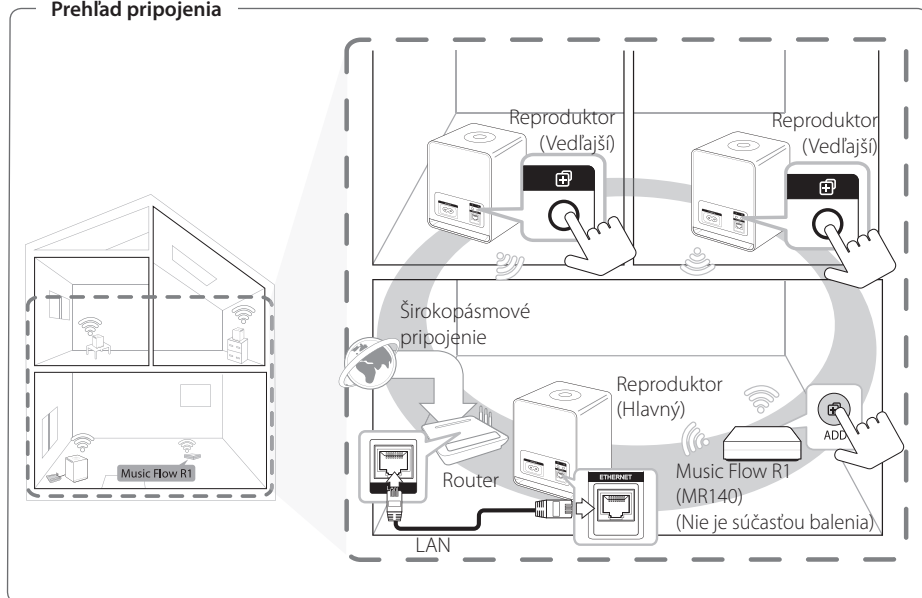 Prehľad pripojenia
Reproduktor
(Vedľajší)
Reproduktor
(Vedľajší)
Širokopásmové
pripojenie
Reproduktor
(Hlavný)
ADD
Router
ETHERNET
Music Flow R1
(MR140)
(Nie je súčasťou balenia)
LAN
Music Flow R1